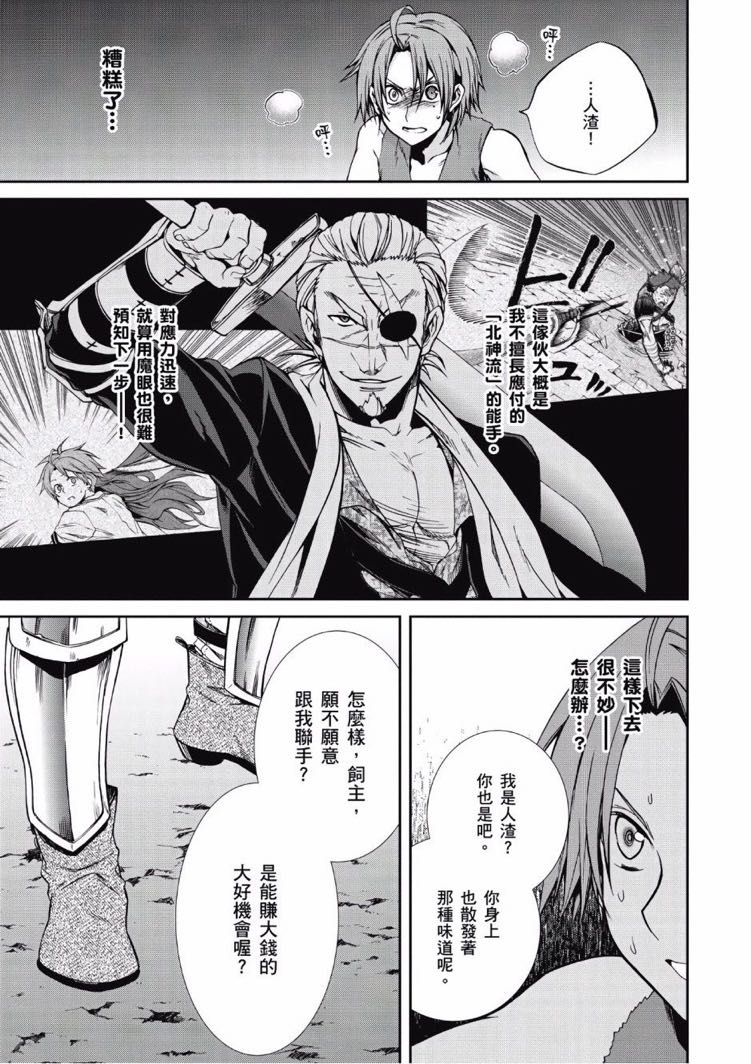 …人渣！
呼…
呼…
糟糕了…
這傢伙大概是
我不擅長應付的
「北神流」的能手。
ドドッ
對應力迅速，
就算用魔眼也很難
預知下一步——！
這樣下去
很不妙——
怎麼辦…？
我是人渣？
你也是吧。
你身上
也散發著
那種味道呢。
怎麼樣，飼主，
願不願意
跟我聯手？
是能賺大錢的
大好機會喔？